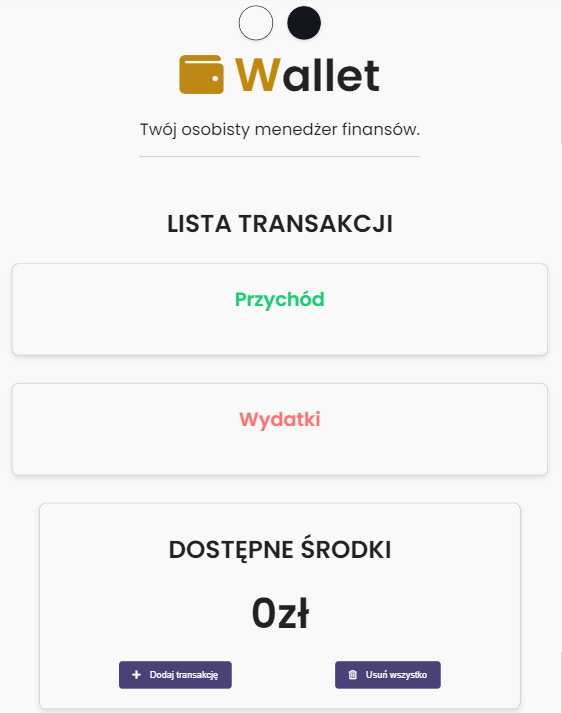 Wallet
Twój osobisty menedżer finansów.
LISTA TRANSAKCJI
Przychód
Wydatki
DOSTĘPNE ŚRODKI
0zł
Dodaj transakcję
Usuń wszystko